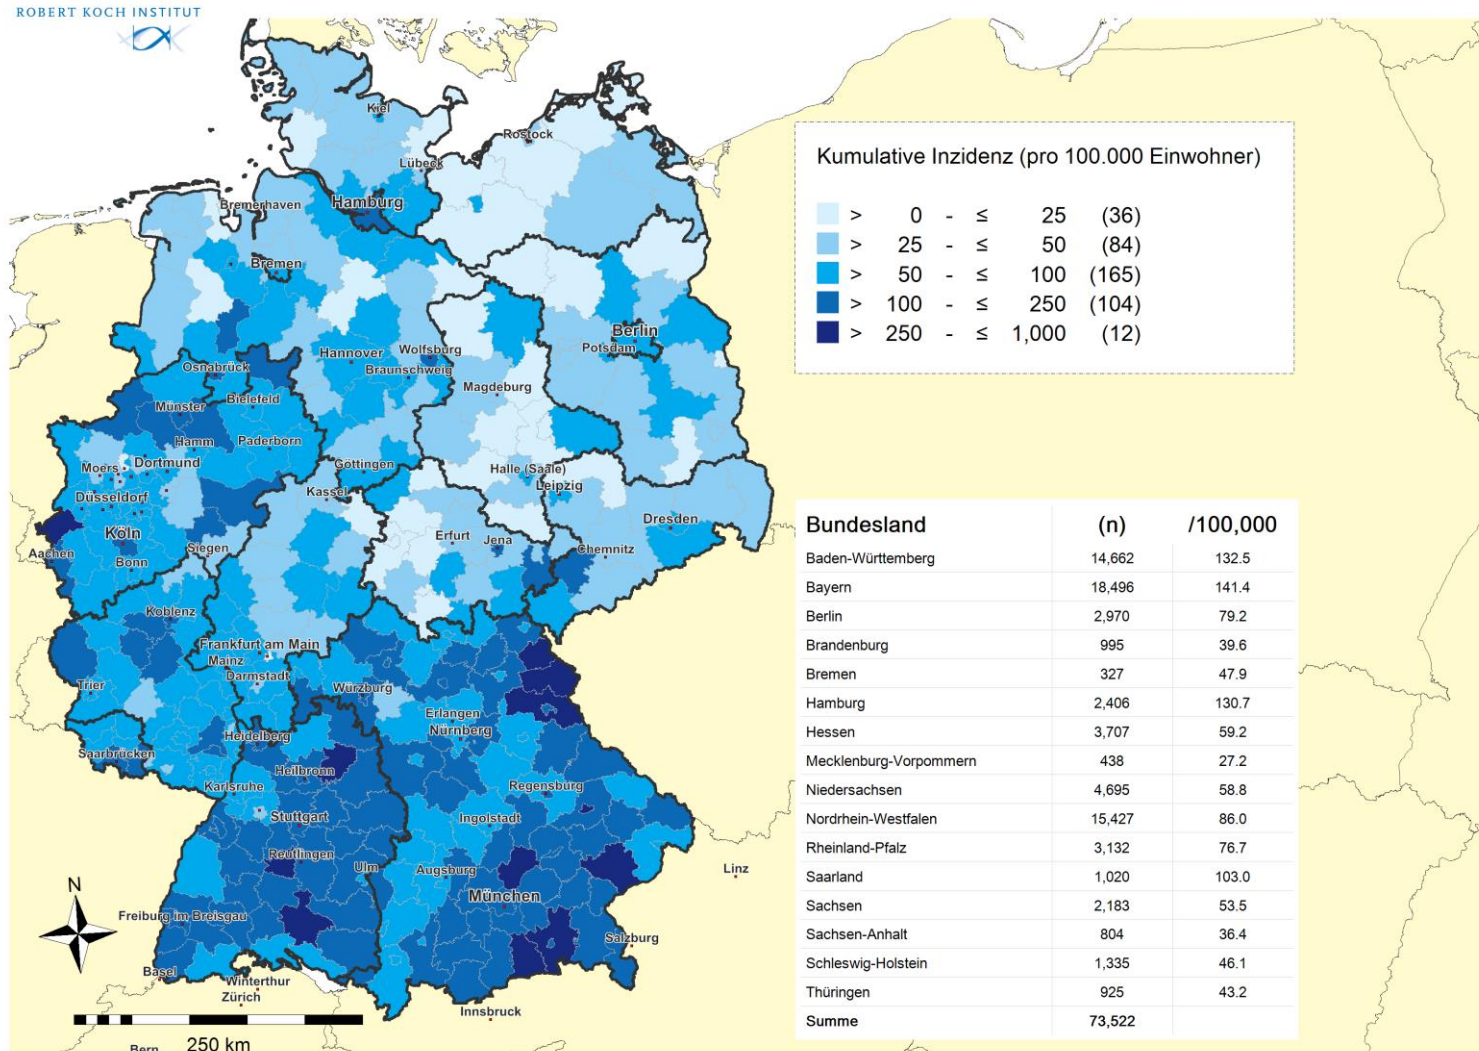 ROBERT KOCH INSTITUT
Kiel
Rostock
Lübeck
Hamburg
Bremerhaven
Bremen
Berlin
Potsdam
Hannover
Wolfsburg
Braunschweig
Osnabrück
Magdeburg
Münster
Bielefeld
Hamm
Paderborn
Göttingen
Halle (Saale)
Moers
Dortmund
Leipzig
Kassel
Düsseldorf
Dresden
Köln
Erfurt
Jena
Siegen
Chemnitz
Aachen
Bonn
Koblenz
Frankfurt am Main
Mainz
Darmstadt
Trier
Würzburg
Erlangen
Nürnberg
Heidelberg
Saarbrücken
Heilbronn
Karlsruhe
Regensburg
Stuttgart
Ingolstadt
Reutlingen
Ulm
Augsburg
Linz
München
Freiburg im Breisgau
Salzburg
Basel
Winterthur
Zürich
Innsbruck
Bern
N
250 km
Kumulative Inzidenz (pro 100.000 Einwohner)
> 0 - ≤ 25 (36)
> 25 - ≤ 50 (84)
> 50 - ≤ 100 (165)
> 100 - ≤ 250 (104)
> 250 - ≤ 1,000 (12)
Bundesland (n) /100,000
Baden-Württemberg 14,662 132.5
Bayern 18,496 141.4
Berlin 2,970 79.2
Brandenburg 995 39.6
Bremen 327 47.9
Hamburg 2,406 130.7
Hessen 3,707 59.2
Mecklenburg-Vorpommern 438 27.2
Niedersachsen 4,695 58.8
Nordrhein-Westfalen 15,427 86.0
Rheinland-Pfalz 3,132 76.7
Saarland 1,020 103.0
Sachsen 2,183 53.5
Sachsen-Anhalt 804 36.4
Schleswig-Holstein 1,335 46.1
Thüringen 925 43.2
Summe 73,522